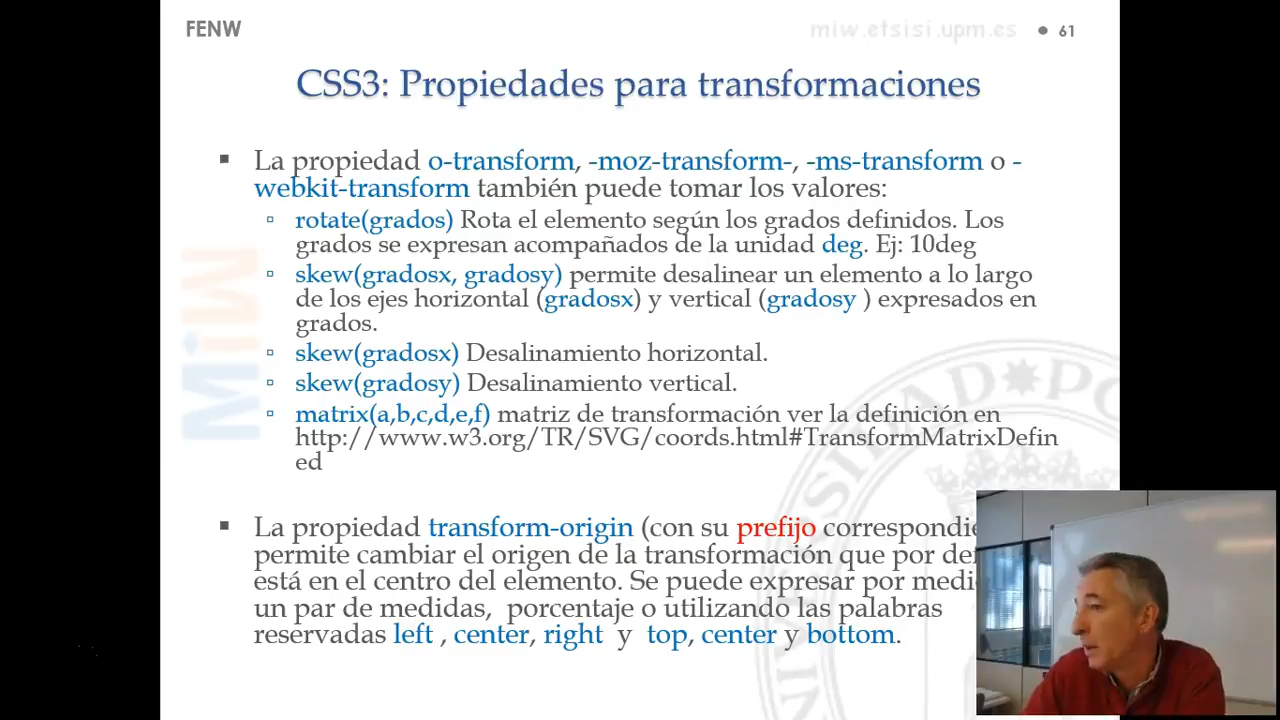 FENW
miw.etsisi.upm.es
61
CSS3: Propiedades para transformaciones
La propiedad o-transform, -moz-transform-, -ms-transform o -
webkit-transform también puede tomar los valores:
rotate(grados) Rota el elemento según los grados definidos. Los
grados se expresan acompañados de la unidad deg. Ej: 10deg
skew(gradosx, gradosy) permite desalinear un elemento a lo largo
de los ejes horizontal (gradosx) y vertical (gradosy ) expresados en
grados.
skew(gradosx) Desalinamiento horizontal.
skew(gradosy) Desalinamiento vertical.
matrix(a,b,c,d,e,f) matriz de transformación ver la definición en
http://www.w3.org/TR/SVG/coords.html#TransformMatrixDefin
ed
La propiedad transform-origin (con su prefijo correspondie
permite cambiar el origen de la transformación que por de
está en el centro del elemento. Se puede expresar por medi
un par de medidas, porcentaje o utilizando las palabras
reservadas left , center, right y top, center y bottom.
MiW
UNIVERSIDAD PO